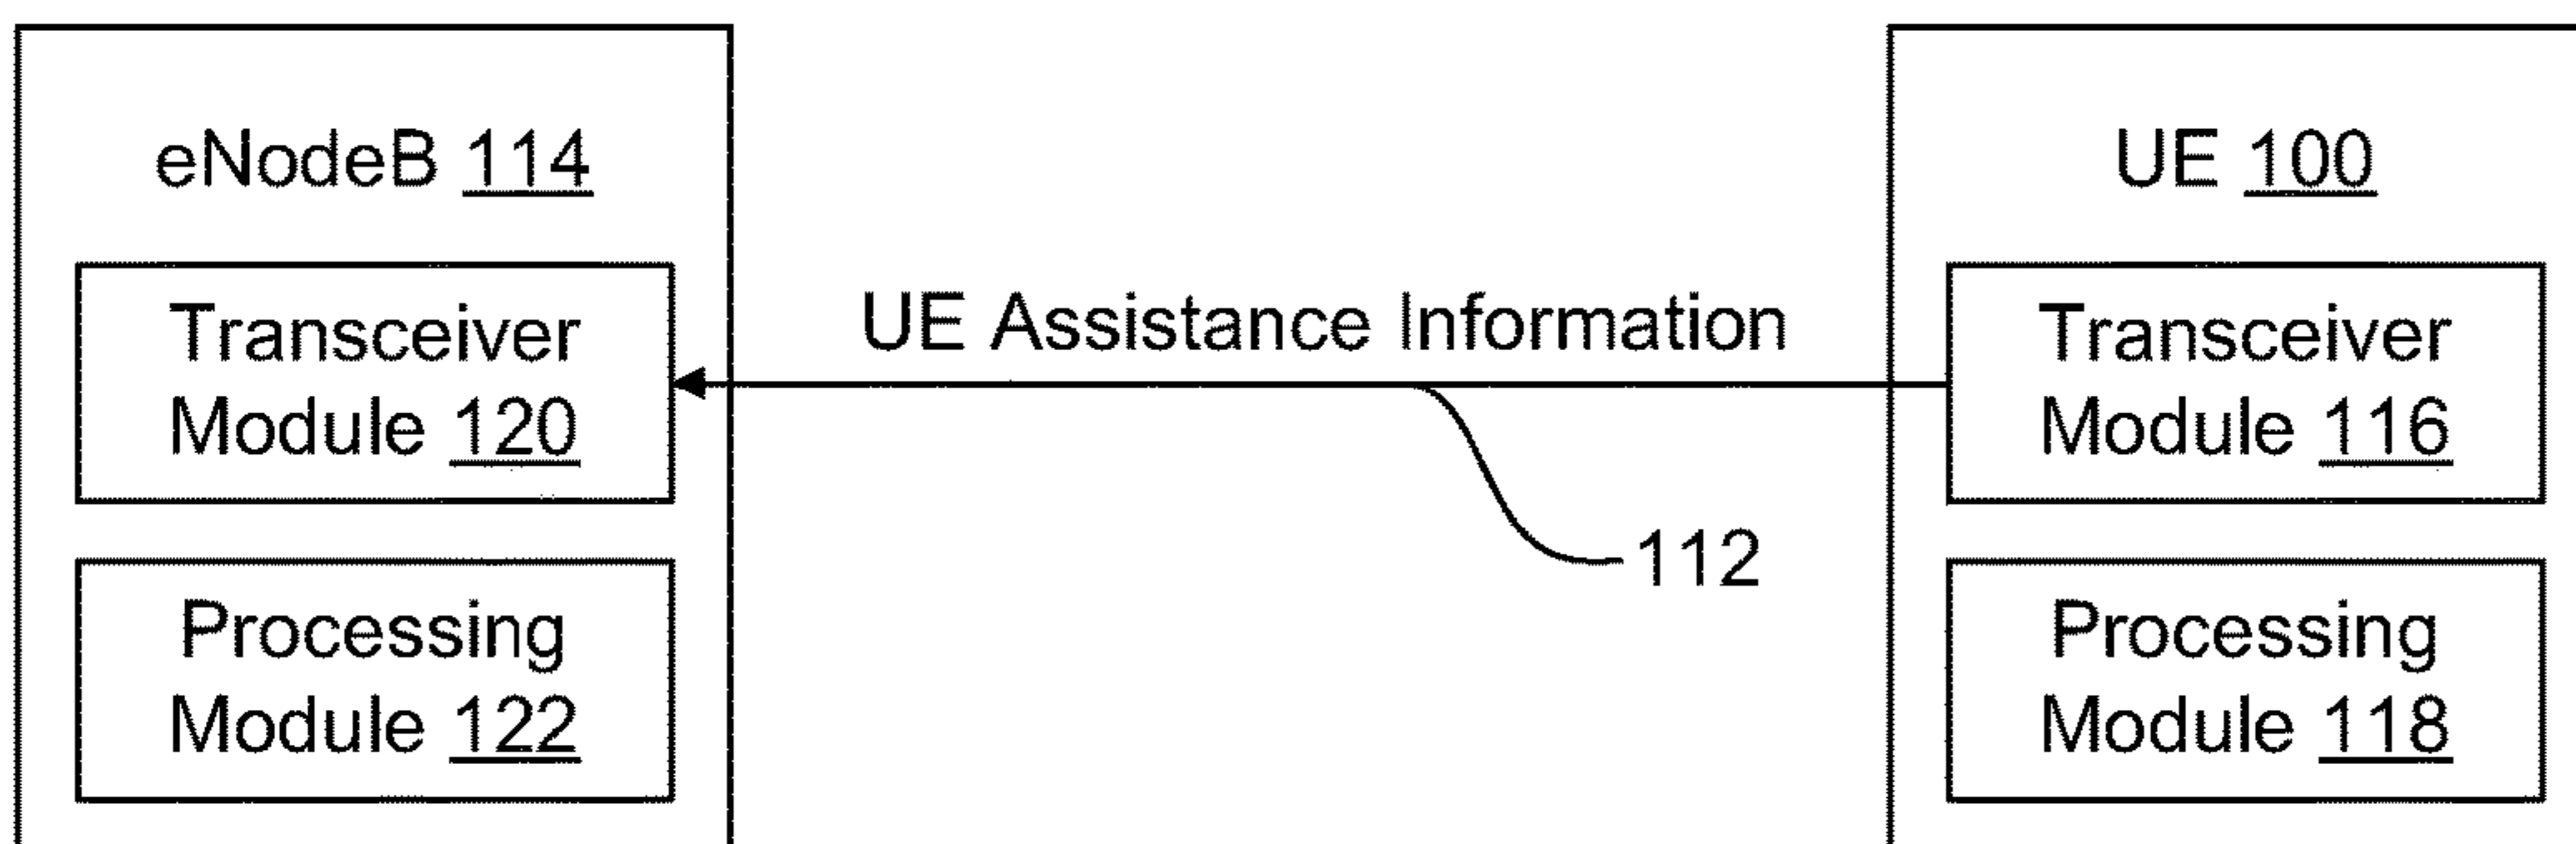 eNodeB 114
Transceiver
Module 120
Processing
Module 122
UE Assistance Information
112
UE 100
Transceiver
Module 116
Processing
Module 118